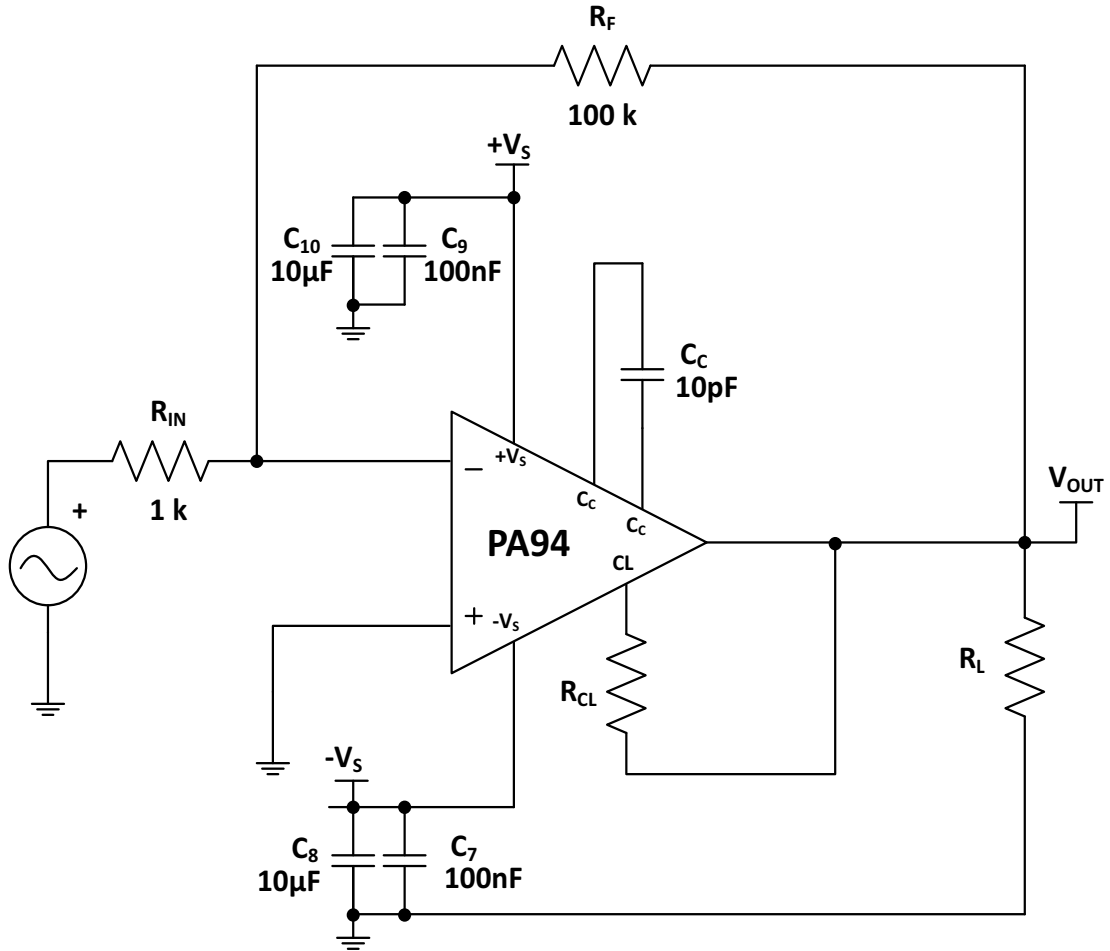 R_F
100 k
+V_S
C_10
10µF
C_9
100nF
C_C
10pF
R_IN
+
1 k
−
+V_S
C_C
C_C
V_OUT
PA94
CL
+
-V_S
R_CL
R_L
-V_S
C_8
10µF
C_7
100nF